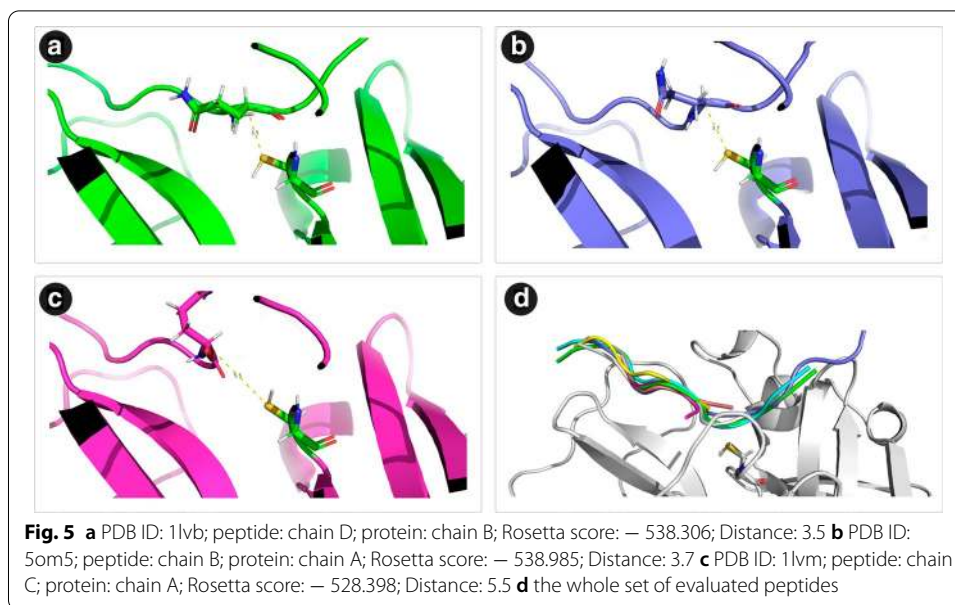 a
b
c
d
Fig. 5 a PDB ID: 1lvb; peptide: chain D; protein: chain B; Rosetta score: − 538.306; Distance: 3.5 b PDB ID:
5om5; peptide: chain B; protein: chain A; Rosetta score: − 538.985; Distance: 3.7 c PDB ID: 1lvm; peptide: chain
C; protein: chain A; Rosetta score: − 528.398; Distance: 5.5 d the whole set of evaluated peptides